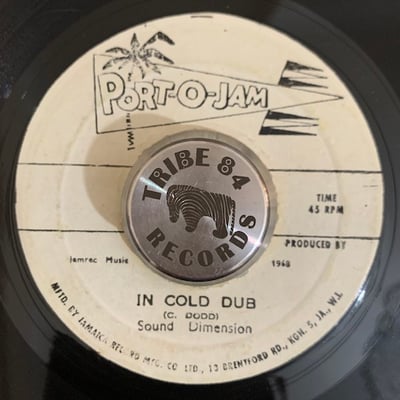 PORT-O-JAM
TRIBE 84
RECORDS
TIME
45 RPM
PRODUCED BY
Jamrec Music
1968
IN COLD DUB
(C. DODD)
Sound Dimension
MFTD. BY JAMAICA RECORD MFG. CO LTD., 13 BRENTFORD RD., KGN. 5, JA., W.I.